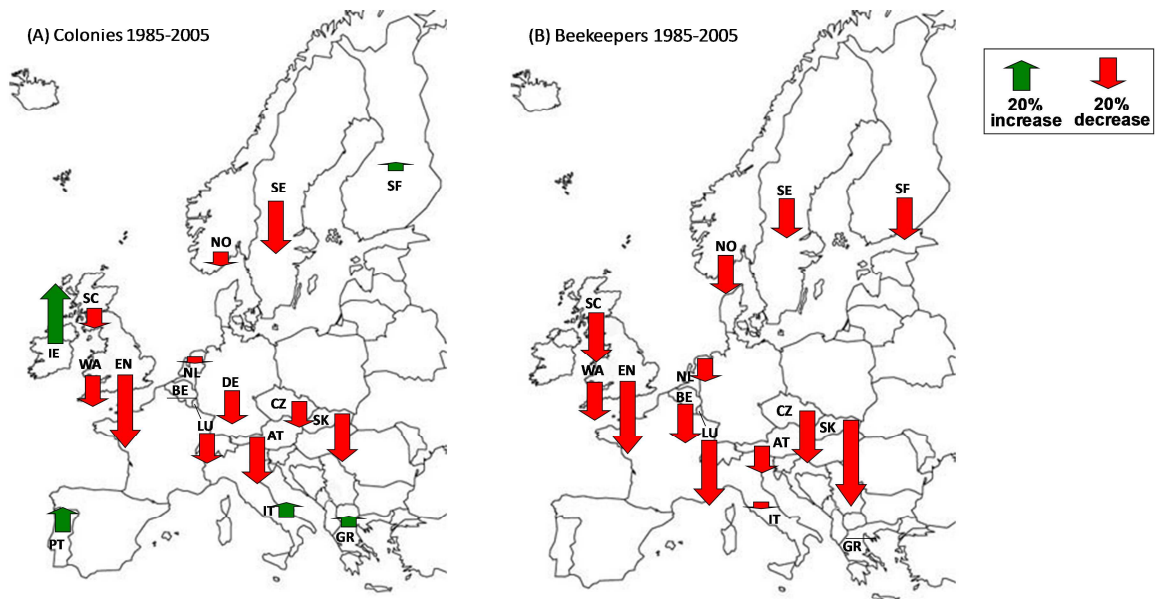 (A) Colonies 1985-2005
SF
SE
NO
SC
IE
WA
EN
NL
BE
DE
CZ
SK
LU
AT
IT
PT
GR
(B) Beekeepers 1985-2005
SE
SF
NO
SC
WA
EN
NL
BE
CZ
SK
LU
AT
IT
GR
20%
increase
20%
decrease